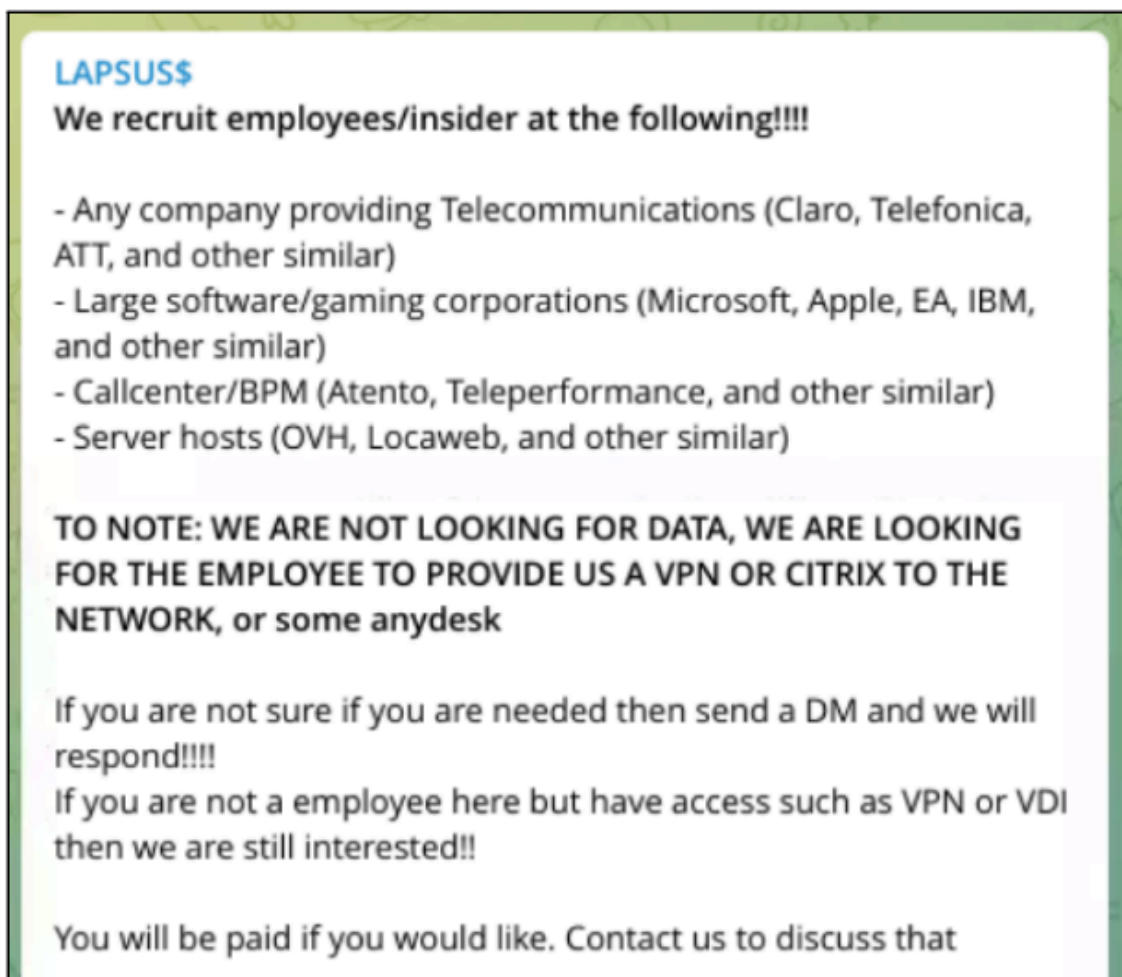 LAPSUS$
We recruit employees/insider at the following!!!!
- Any company providing Telecommunications (Claro, Telefonica,
ATT, and other similar)
- Large software/gaming corporations (Microsoft, Apple, EA, IBM,
and other similar)
- Callcenter/BPM (Atento, Teleperformance, and other similar)
- Server hosts (OVH, Locaweb, and other similar)
TO NOTE: WE ARE NOT LOOKING FOR DATA, WE ARE LOOKING
FOR THE EMPLOYEE TO PROVIDE US A VPN OR CITRIX TO THE
NETWORK, or some anydesk
If you are not sure if you are needed then send a DM and we will
respond!!!!
If you are not a employee here but have access such as VPN or VDI
then we are still interested!!
You will be paid if you would like. Contact us to discuss that